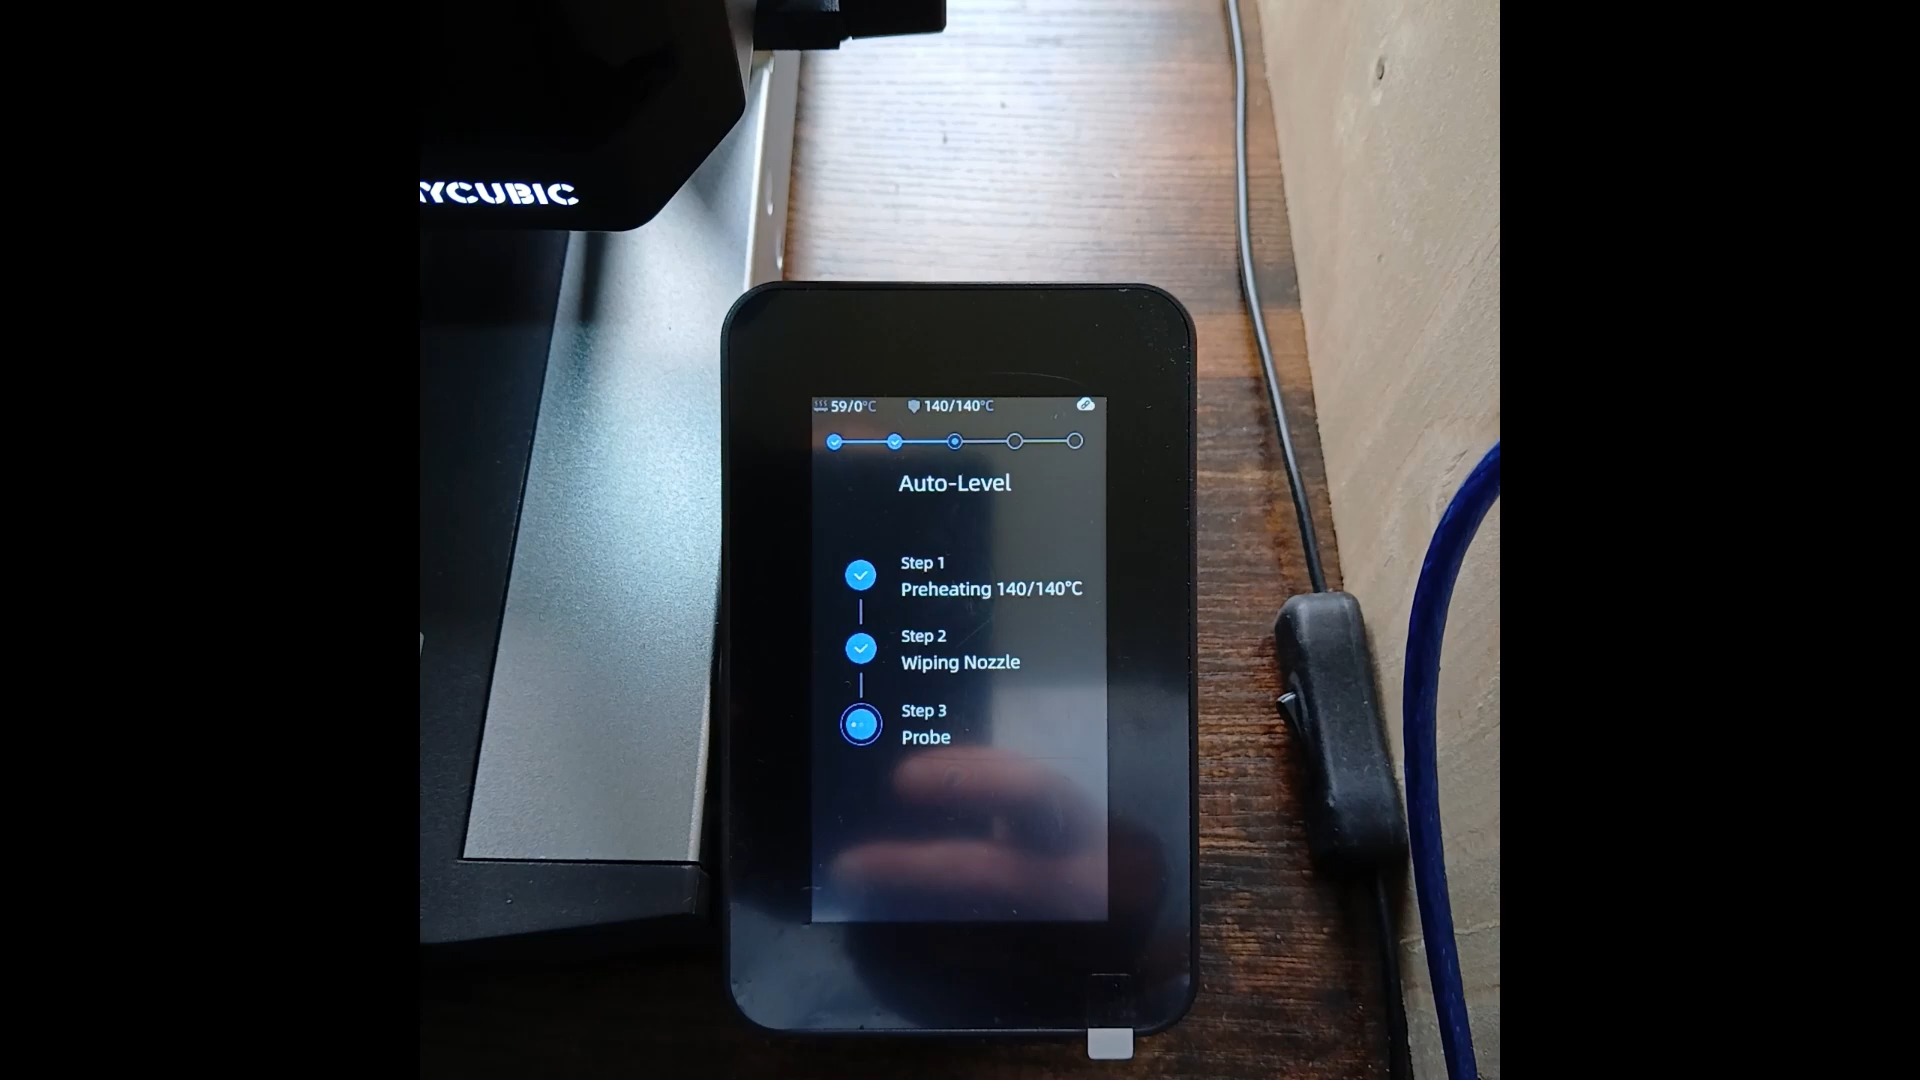 YCUBIC
59/0°C 140/140°C
Auto-Level
Step 1
Preheating 140/140°C
Step 2
Wiping Nozzle
Step 3
Probe